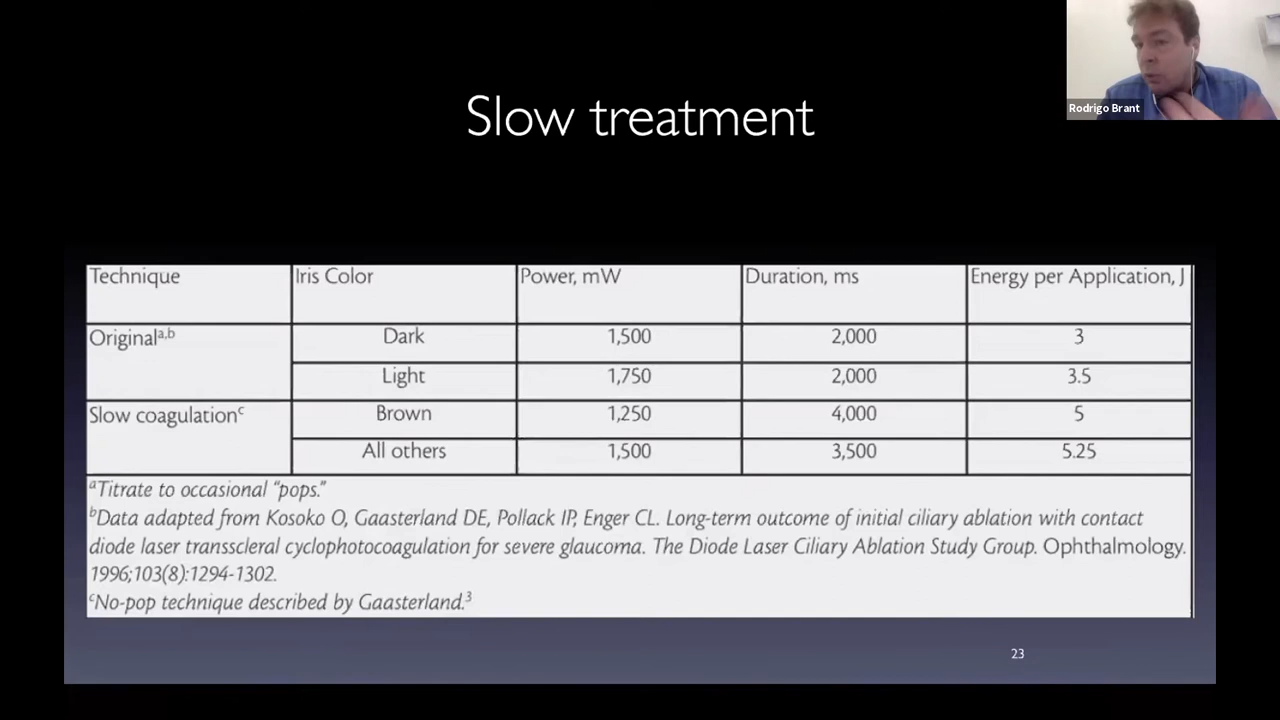 Slow treatment
Rodrigo Brant
Technique Iris Color Power, mW Duration, ms Energy per Application, J
Originalᵃ,ᵇ Dark 1,500 2,000 3
Light 1,750 2,000 3.5
Slow coagulationᶜ Brown 1,250 4,000 5
All others 1,500 3,500 5.25
ᵃTitrate to occasional “pops.”
ᵇData adapted from Kosoko O, Gaasterland DE, Pollack IP, Enger CL. Long-term outcome of initial ciliary ablation with contact
diode laser transscleral cyclophotocoagulation for severe glaucoma. The Diode Laser Ciliary Ablation Study Group. Ophthalmology.
1996;103(8):1294-1302.
ᶜNo-pop technique described by Gaasterland.³
23